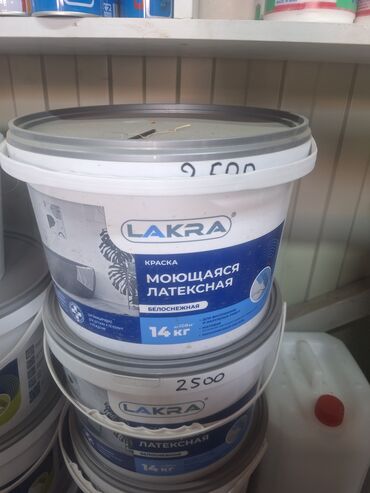 2500
LAKRA
КРАСКА
МОЮЩАЯСЯ
ЛАТЕКСНАЯ
БЕЛОСНЕЖНАЯ
14 КГ
2500
LAKRA
ЛАТЕКСНАЯ
14 КГ